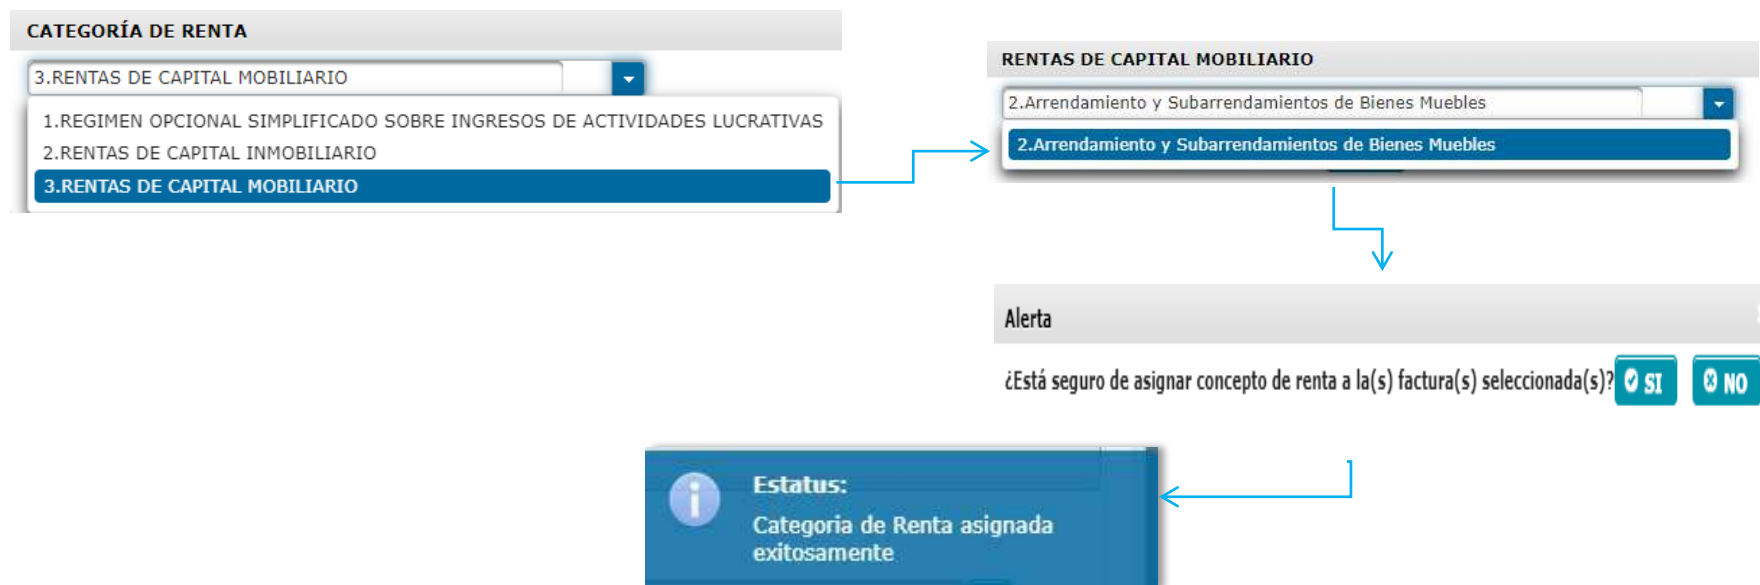 CATEGORÍA DE RENTA
3.RENTAS DE CAPITAL MOBILIARIO
1.REGIMEN OPCIONAL SIMPLIFICADO SOBRE INGRESOS DE ACTIVIDADES LUCRATIVAS
2.RENTAS DE CAPITAL INMOBILIARIO
3.RENTAS DE CAPITAL MOBILIARIO
RENTAS DE CAPITAL MOBILIARIO
2.Arrendamiento y Subarrendamientos de Bienes Muebles
2.Arrendamiento y Subarrendamientos de Bienes Muebles
Alerta
¿Está seguro de asignar concepto de renta a la(s) factura(s) seleccionada(s)? SI NO
Estatus:
Categoria de Renta asignada
exitosamente